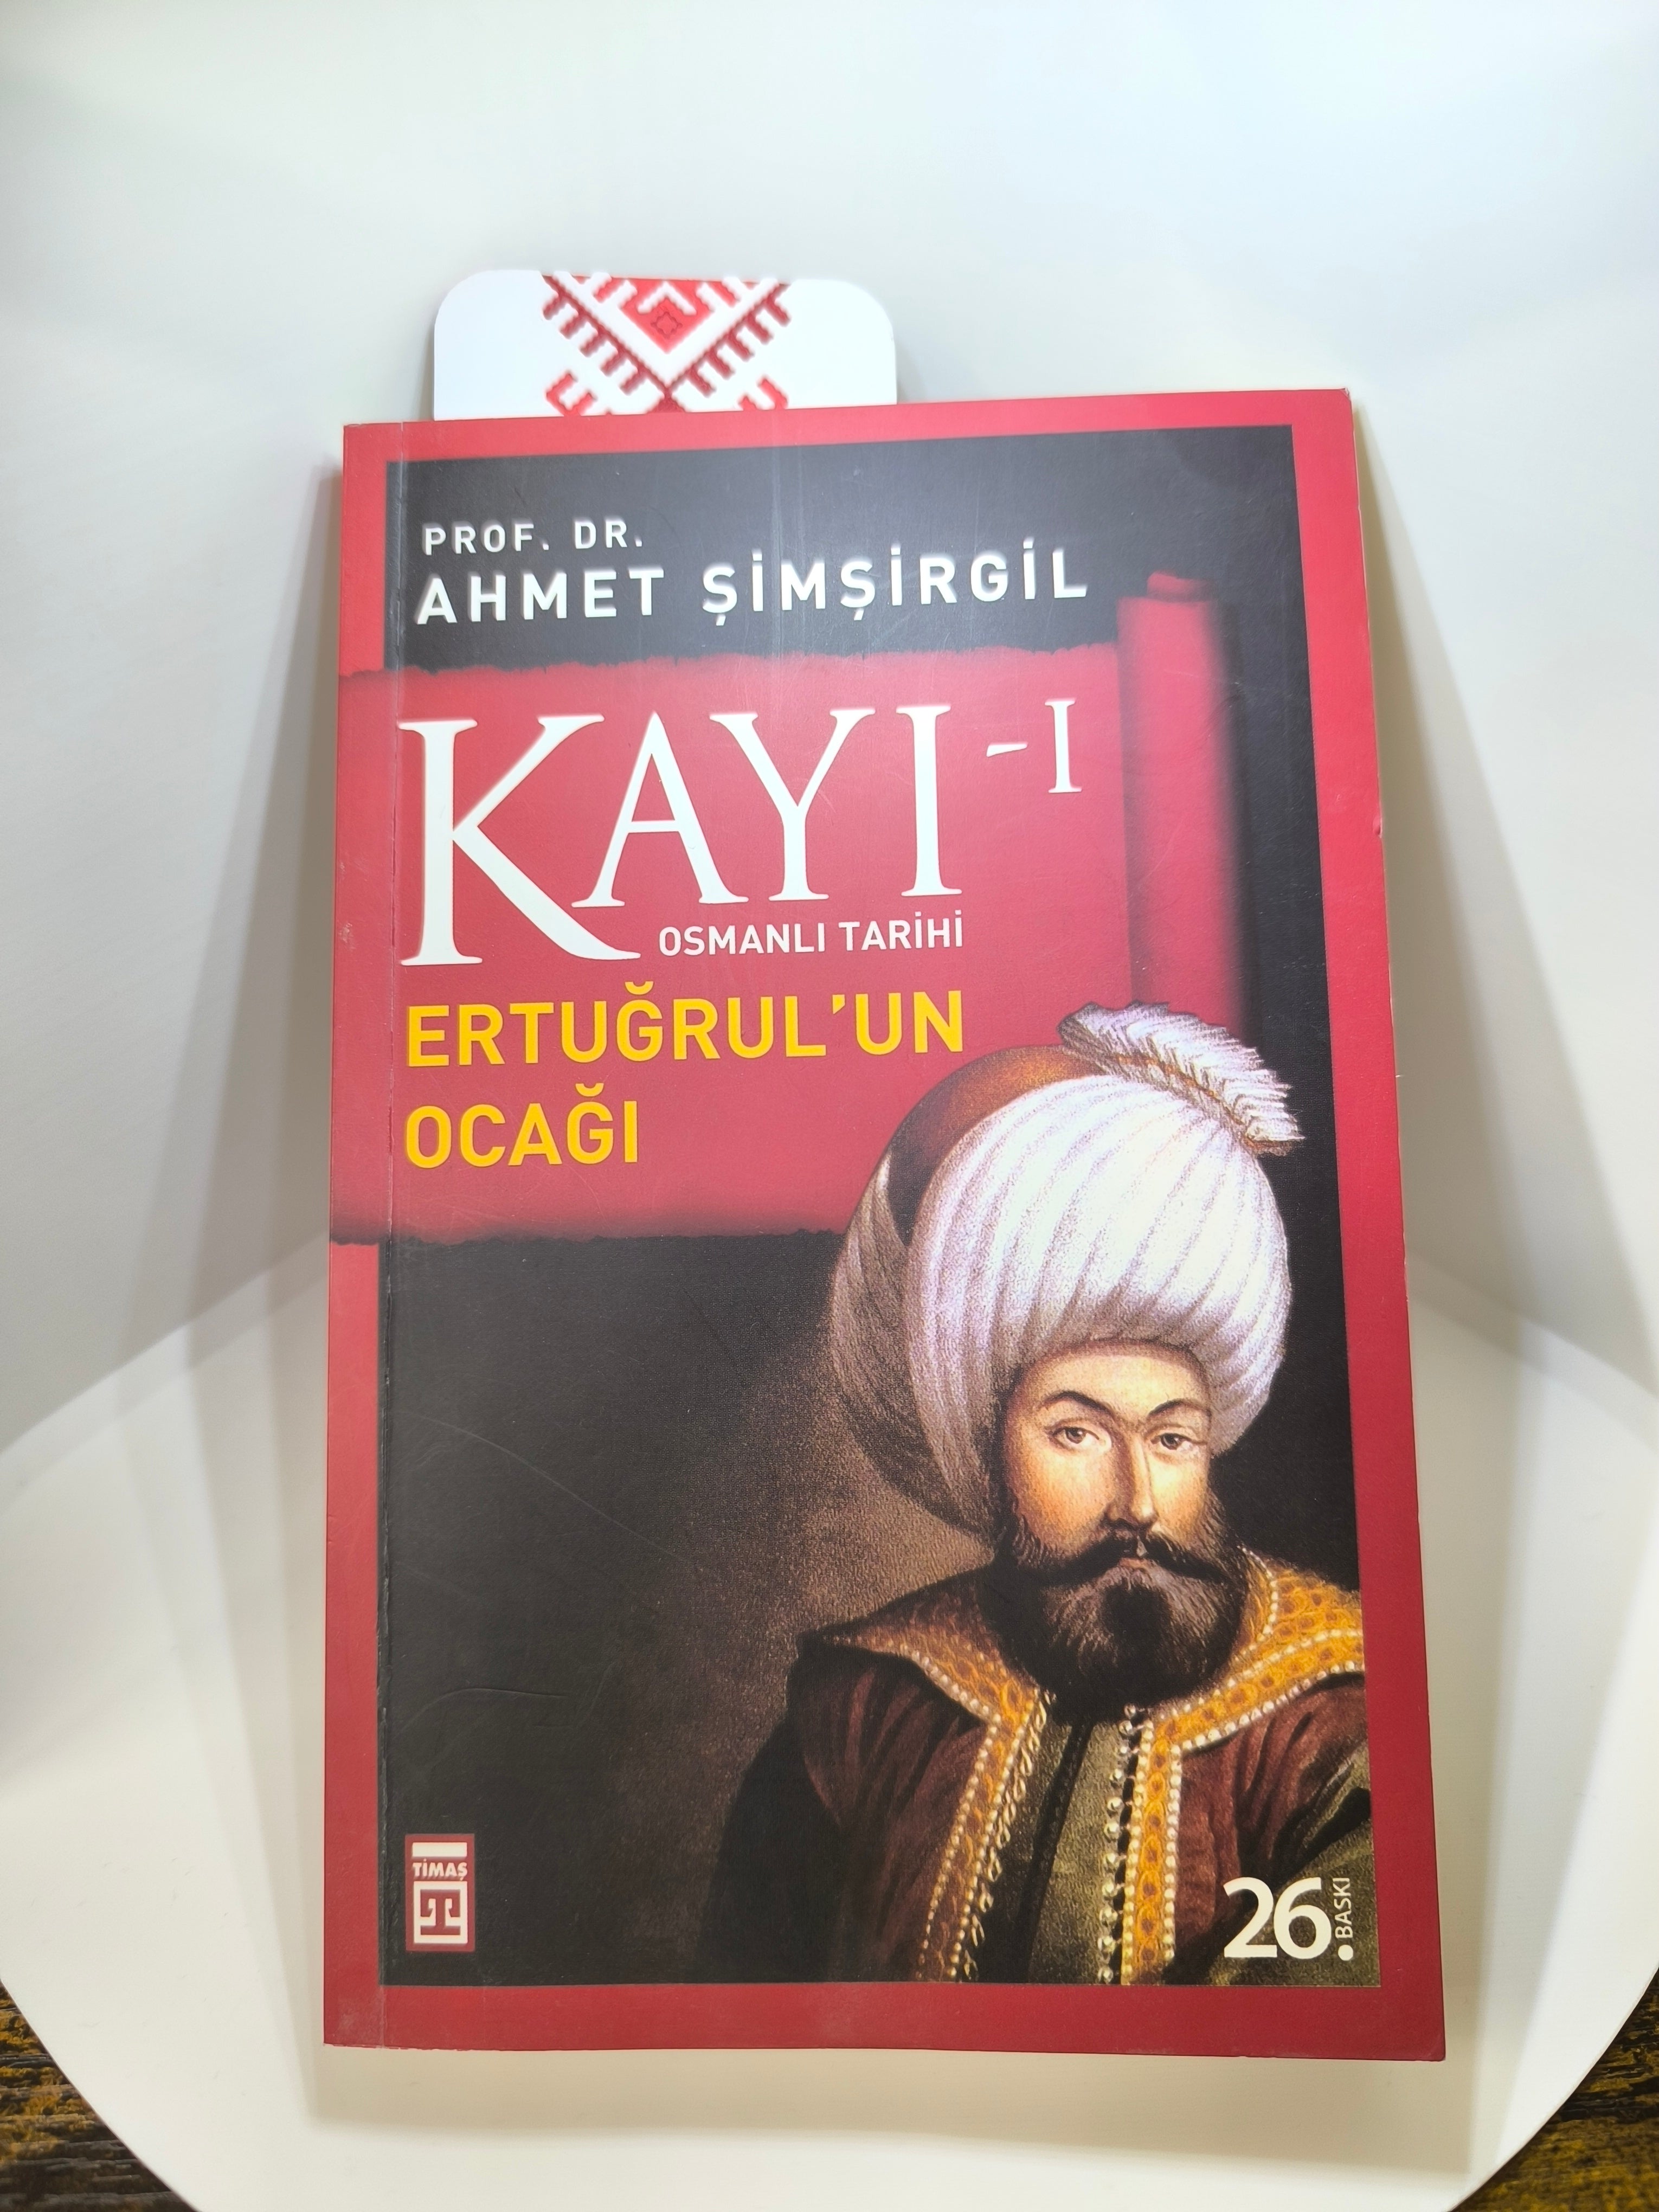 PROF. DR.
AHMET ŞİMŞİRGİL
KAYI-I
OSMANLI TARİHİ
ERTUĞRUL'UN
OCAĞI
TİMAŞ
26. BASKI